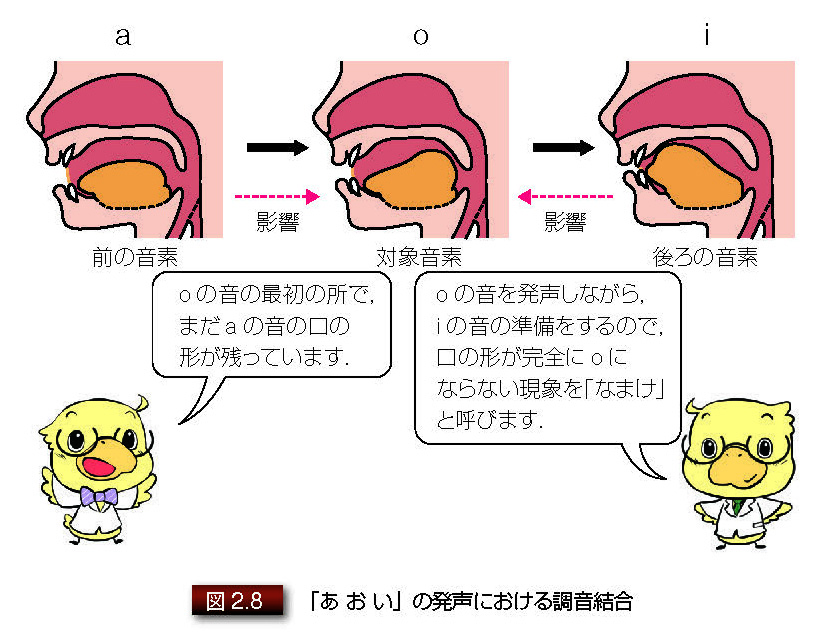 a
o
i
影響
影響
前の音素
対象音素
後ろの音素
oの音の最初の所で，
まだaの音の口の
形が残っています．
oの音を発声しながら，
iの音の準備をするので，
口の形が完全にoに
ならない現象を「なまけ」
と呼びます．
図2.8 「あ お い」の発声における調音結合